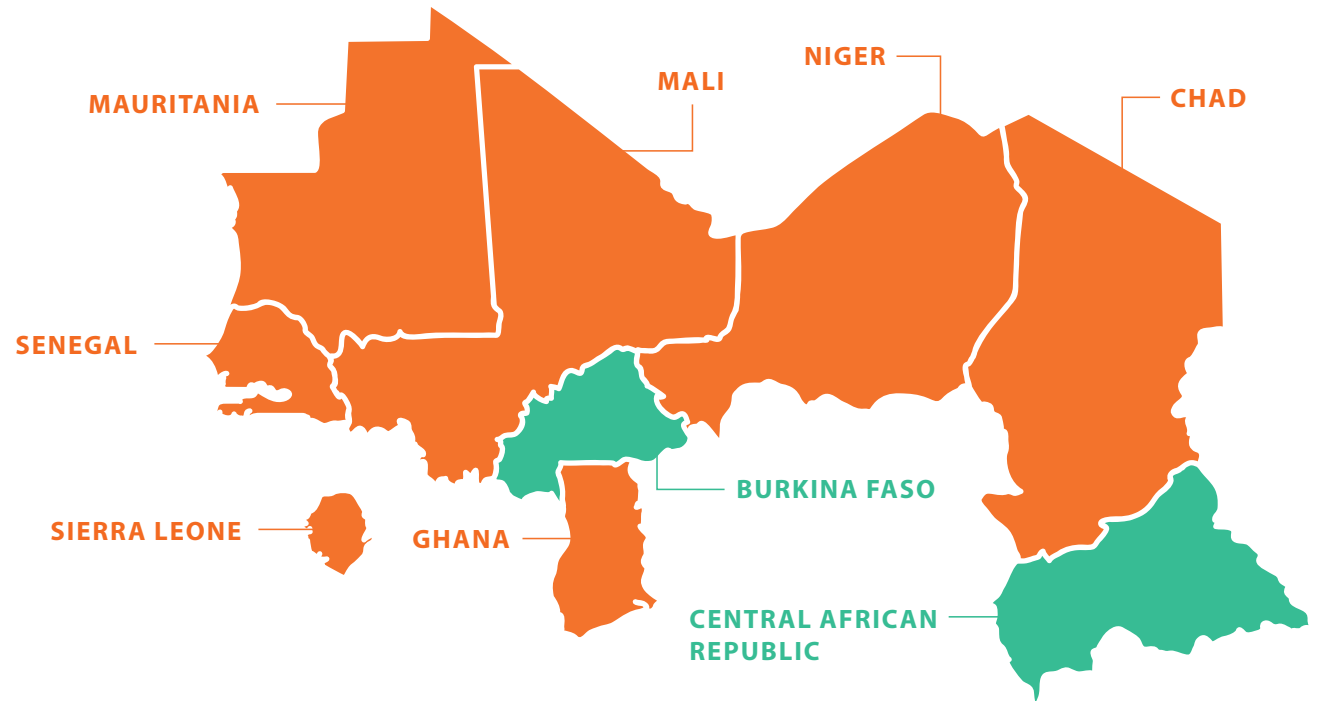 NIGER
MALI
CHAD
MAURITANIA
SENEGAL
BURKINA FASO
SIERRA LEONE
GHANA
CENTRAL AFRICAN
REPUBLIC